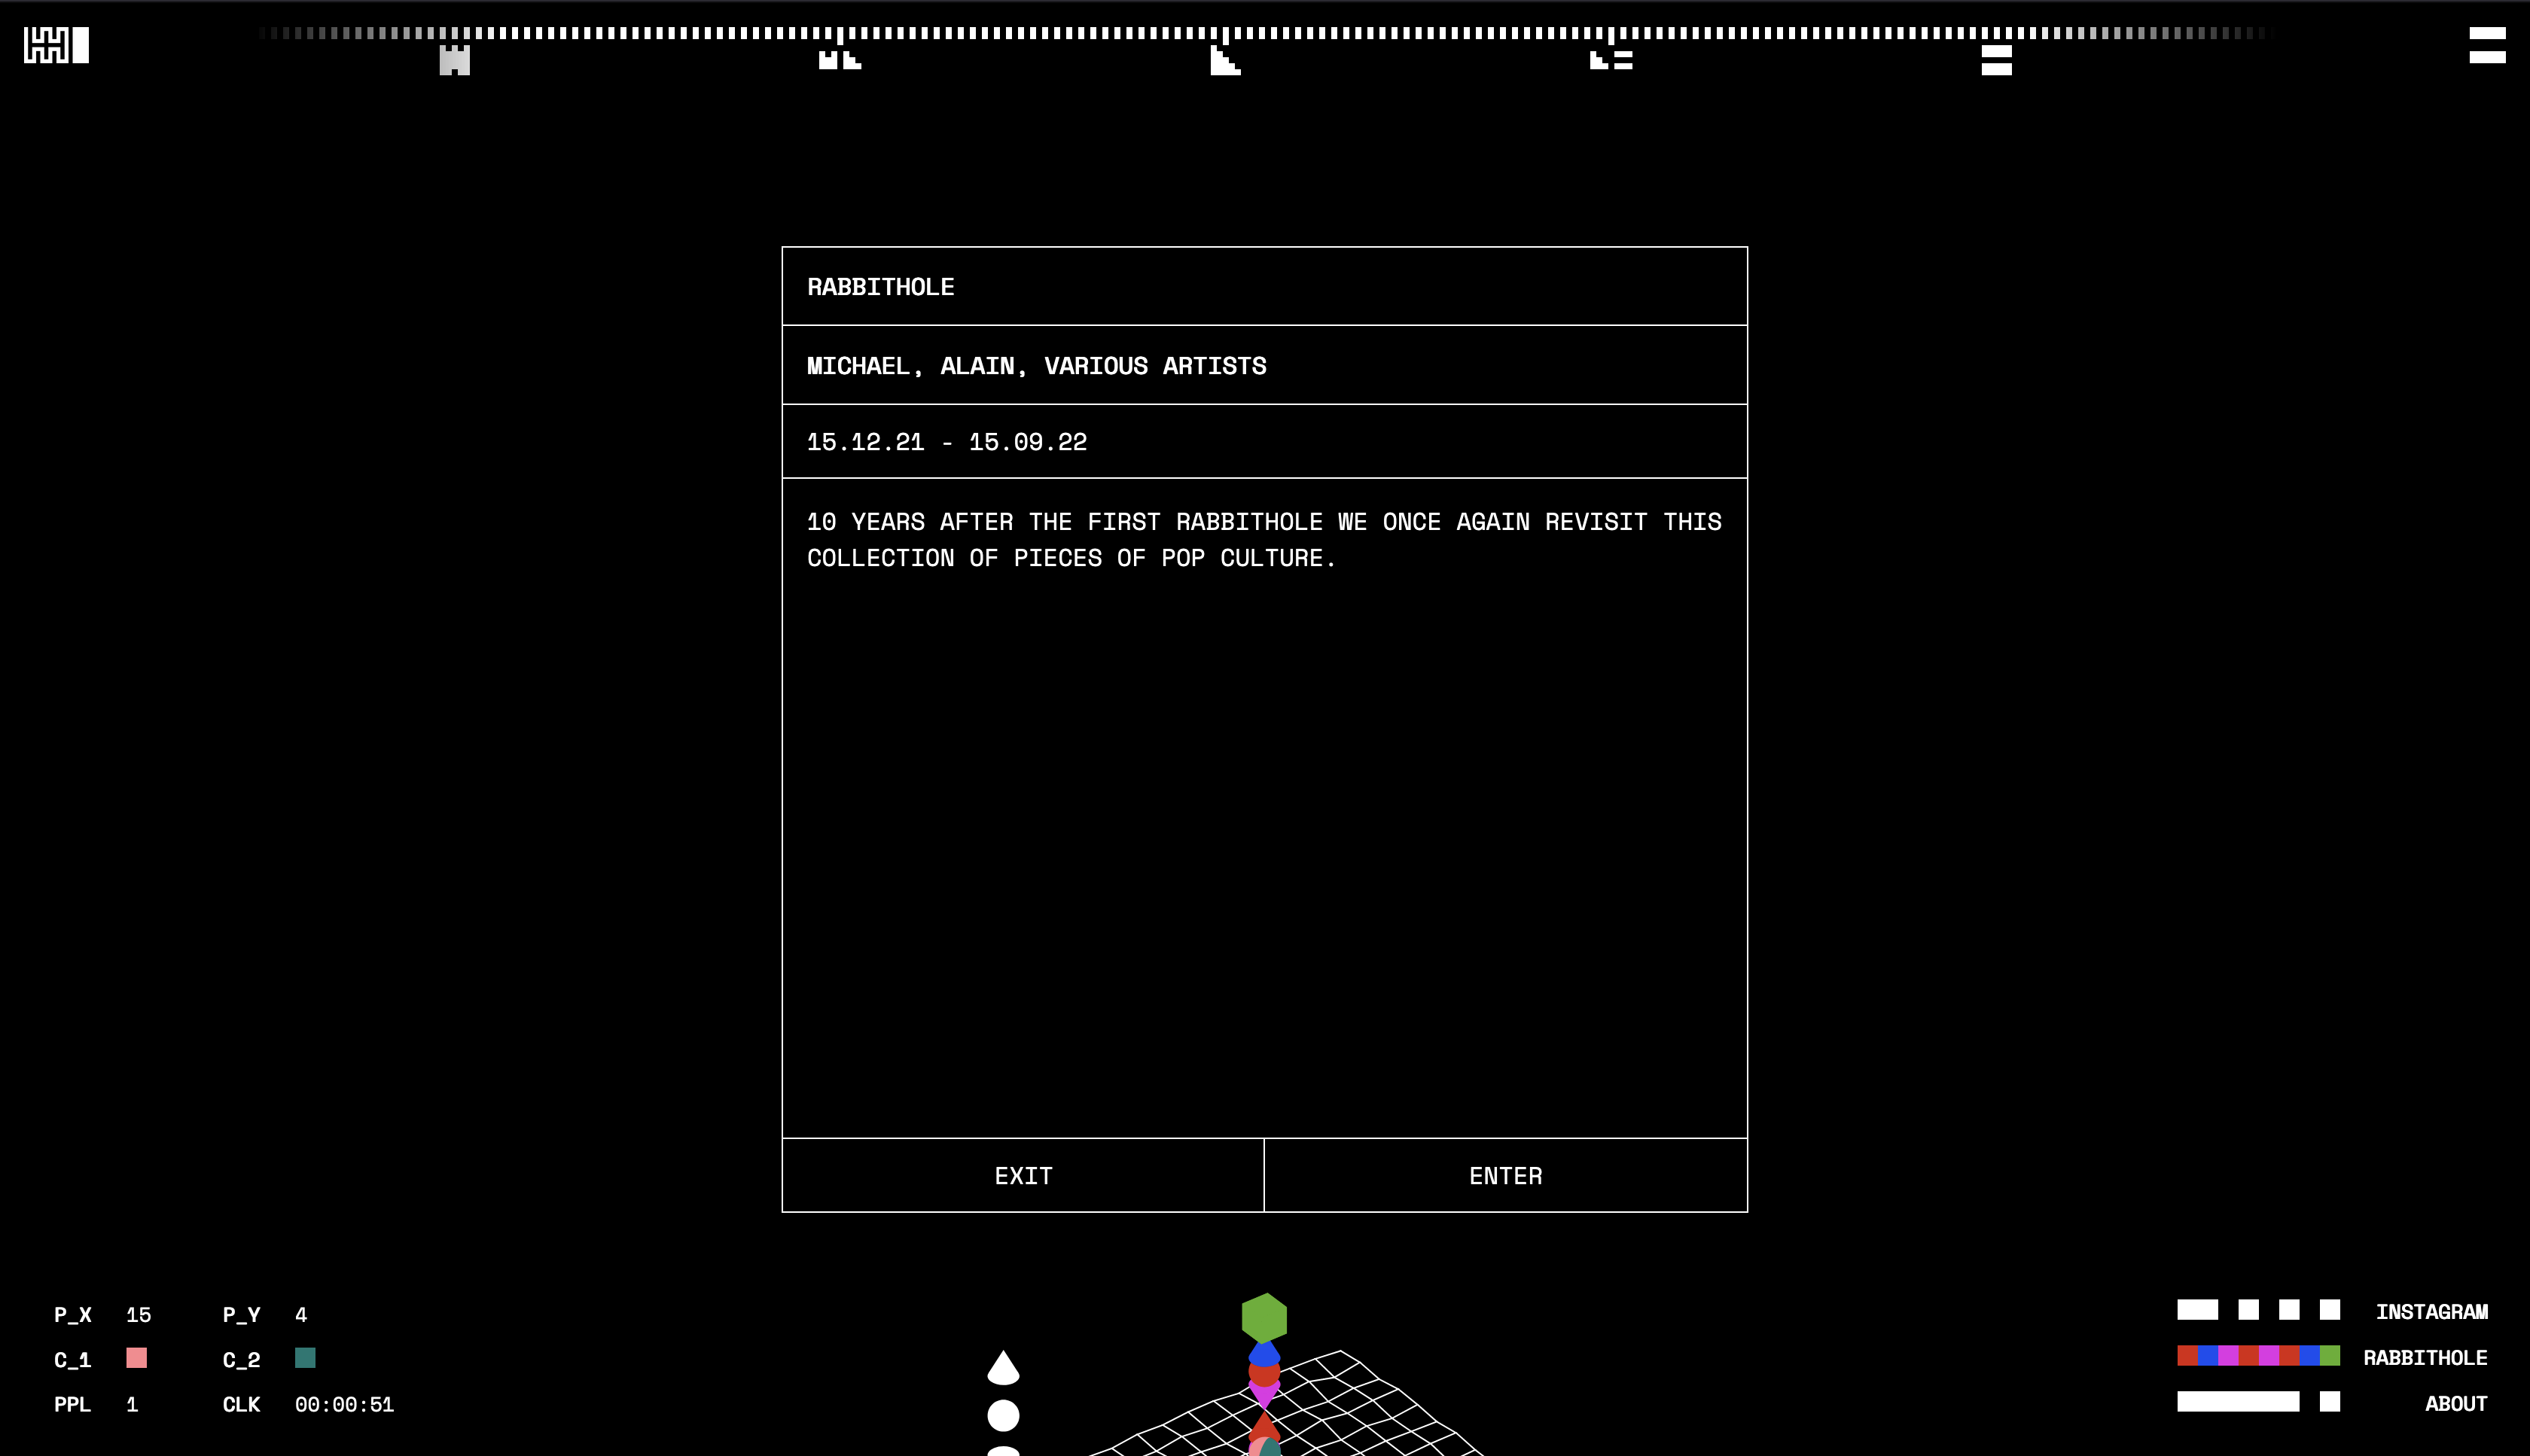 RABBITHOLE
MICHAEL, ALAIN, VARIOUS ARTISTS
15.12.21 - 15.09.22
10 YEARS AFTER THE FIRST RABBITHOLE WE ONCE AGAIN REVISIT THIS
COLLECTION OF PIECES OF POP CULTURE.
EXIT ENTER
P_X 15 P_Y 4
C_1 C_2
PPL 1 CLK 00:00:51
INSTAGRAM
RABBITHOLE
ABOUT